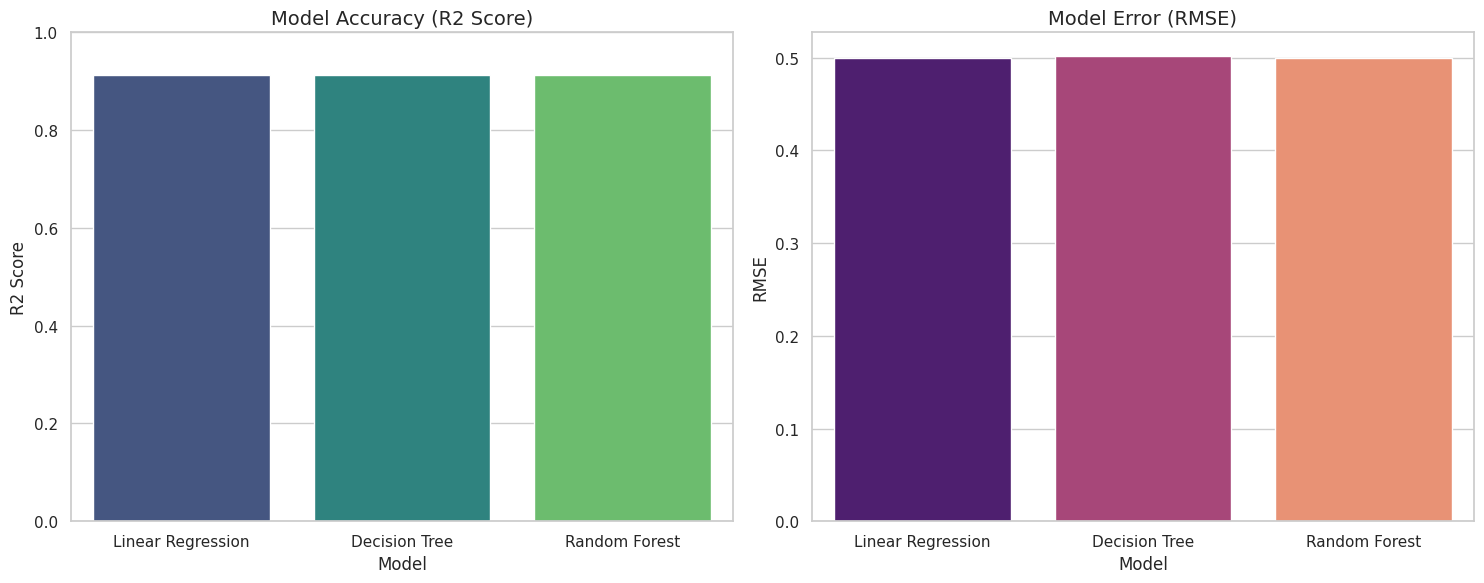 Model Accuracy (R2 Score)
1.0
0.8
0.6
0.4
0.2
0.0
R2 Score
Linear Regression
Decision Tree
Random Forest
Model
Model Error (RMSE)
0.5
0.4
0.3
0.2
0.1
0.0
RMSE
Linear Regression
Decision Tree
Random Forest
Model